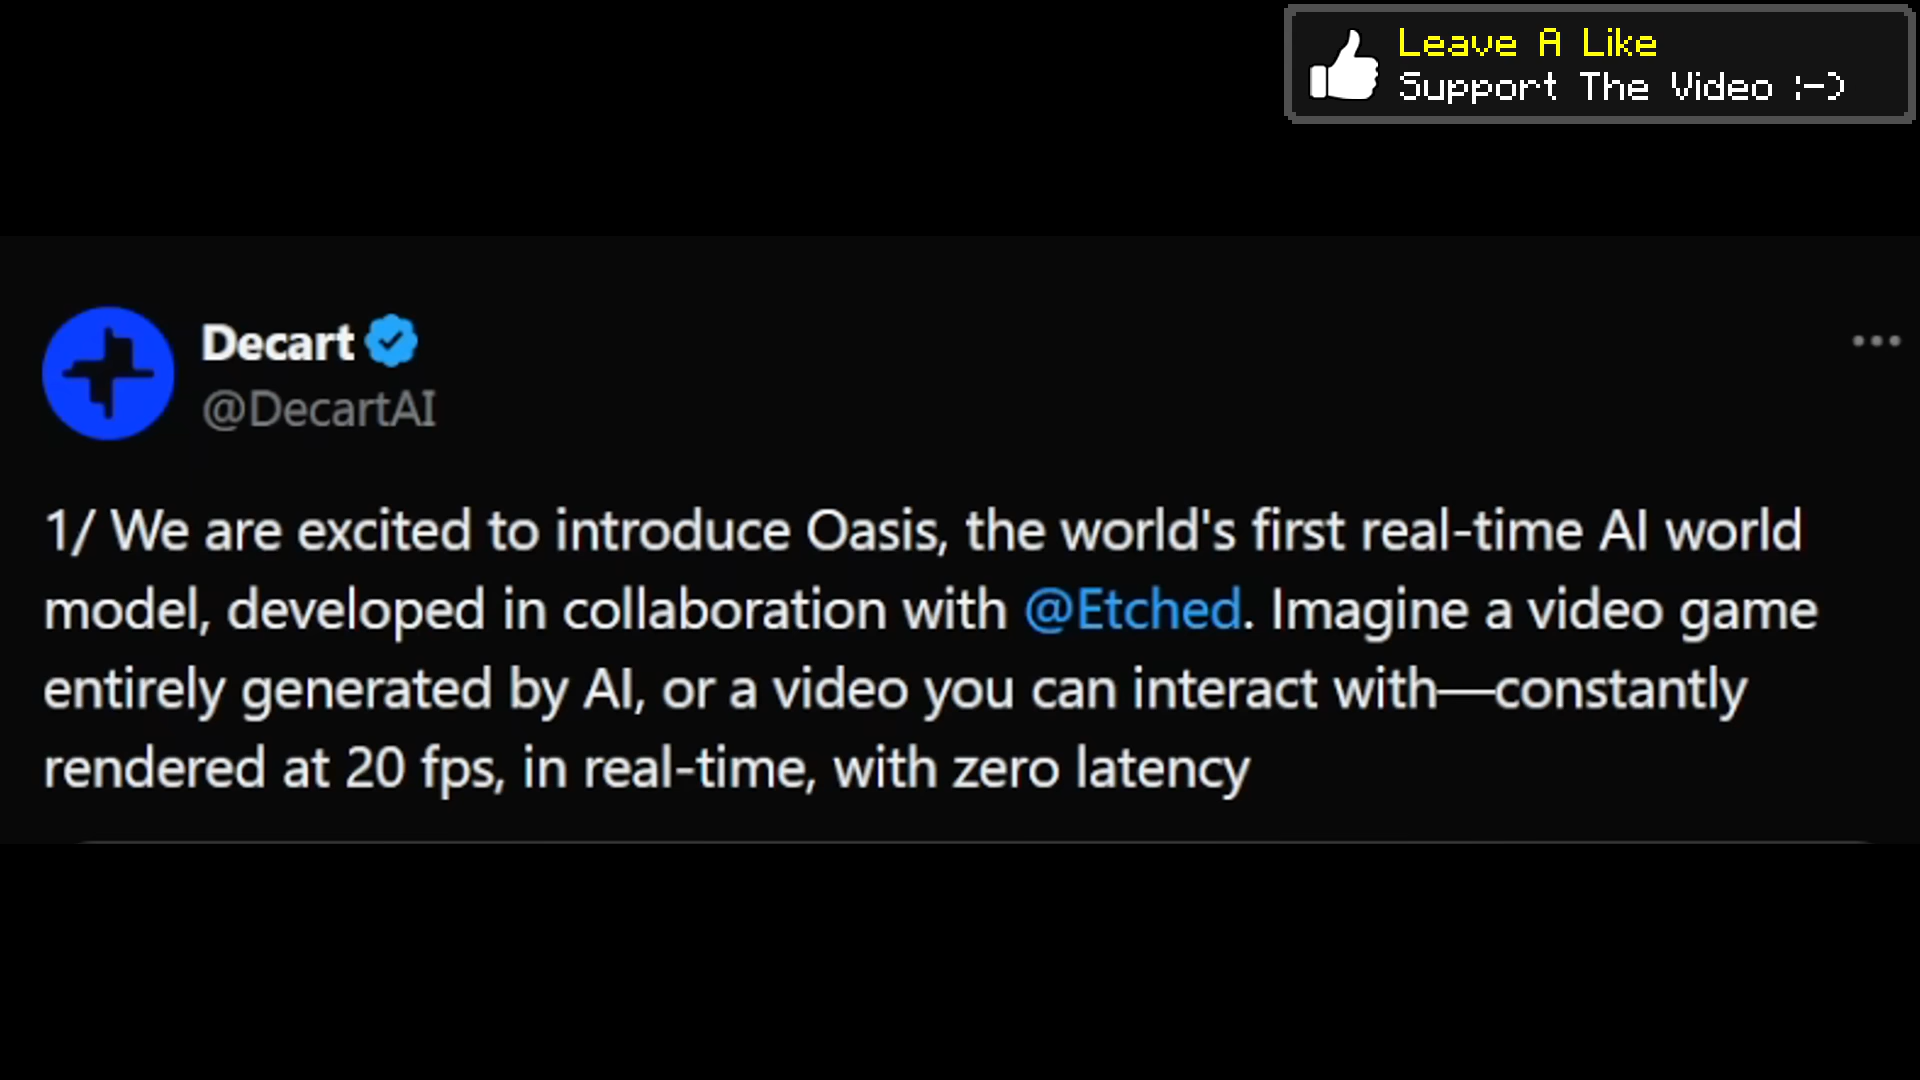 Leave A Like
Support The Video :-)
Decart
@DecartAI
1/ We are excited to introduce Oasis, the world's first real-time AI world
model, developed in collaboration with @Etched. Imagine a video game
entirely generated by AI, or a video you can interact with—constantly
rendered at 20 fps, in real-time, with zero latency